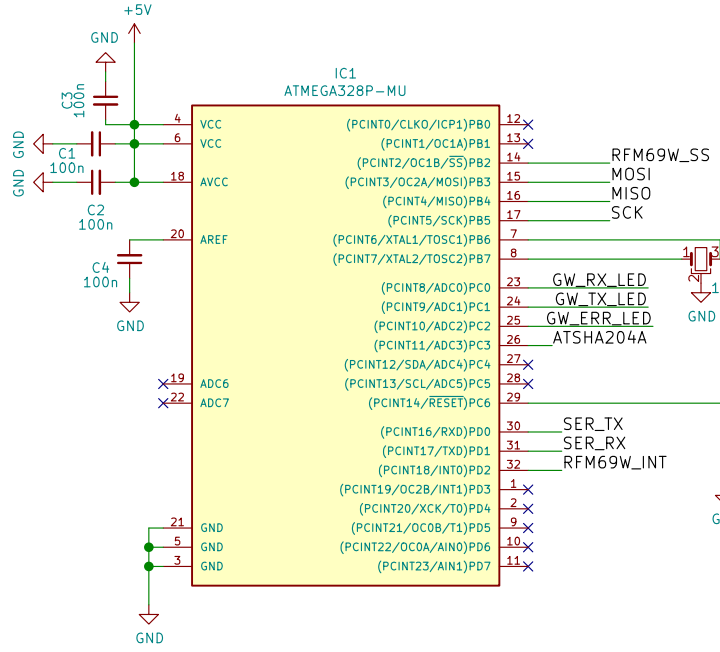 +5V
GND
C3
100n
IC1
ATMEGA328P-MU
GND
C1
100n
GND
C2
100n
C4
100n
GND
4 VCC
6 VCC
18 AVCC
20 AREF
19 ADC6
22 ADC7
21 GND
5 GND
3 GND
GND
(PCINT0/CLKO/ICP1)PB0 12
(PCINT1/OC1A)PB1 13
(PCINT2/OC1B/SS)PB2 14 RFM69W_SS
(PCINT3/OC2A/MOSI)PB3 15 MOSI
(PCINT4/MISO)PB4 16 MISO
(PCINT5/SCK)PB5 17 SCK
(PCINT6/XTAL1/TOSC1)PB6 7
(PCINT7/XTAL2/TOSC2)PB7 8
1 3
2
1
GND
(PCINT8/ADC0)PC0 23 GW_RX_LED
(PCINT9/ADC1)PC1 24 GW_TX_LED
(PCINT10/ADC2)PC2 25 GW_ERR_LED
(PCINT11/ADC3)PC3 26 ATSHA204A
(PCINT12/SDA/ADC4)PC4 27
(PCINT13/SCL/ADC5)PC5 28
(PCINT14/RESET)PC6 29
(PCINT16/RXD)PD0 30 SER_TX
(PCINT17/TXD)PD1 31 SER_RX
(PCINT18/INT0)PD2 32 RFM69W_INT
(PCINT19/OC2B/INT1)PD3 1
(PCINT20/XCK/T0)PD4 2
(PCINT21/OC0B/T1)PD5 9
(PCINT22/OC0A/AIN0)PD6 10
(PCINT23/AIN1)PD7 11